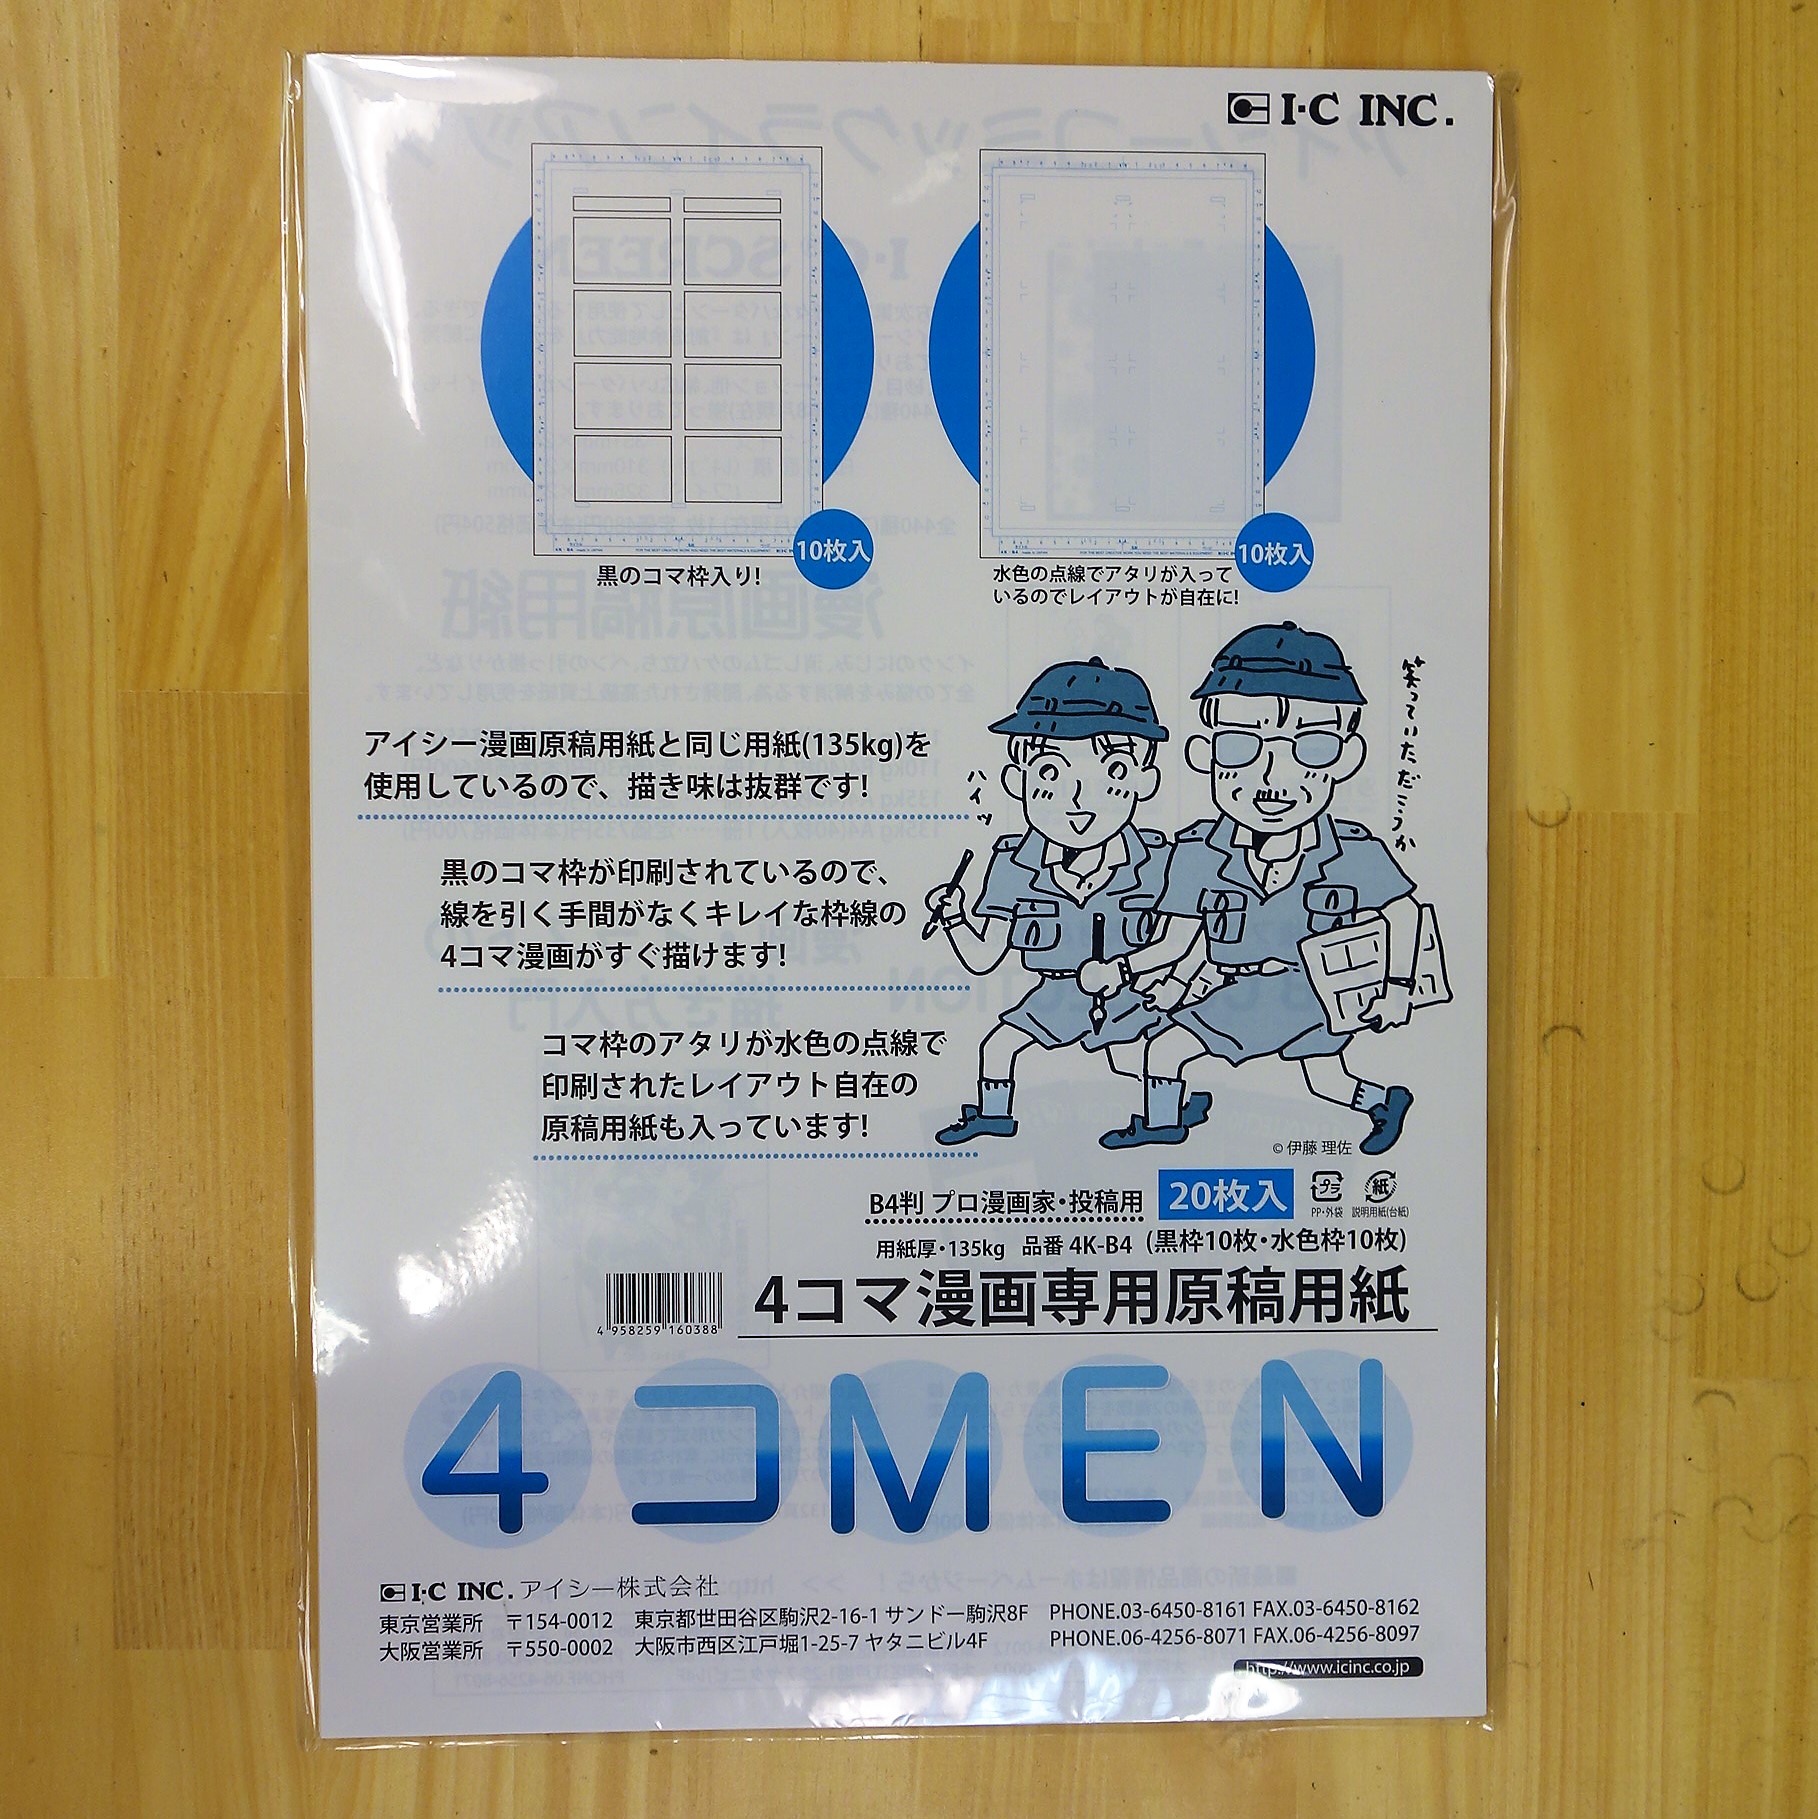 I·C INC.
10枚入
黒のコマ枠入り!
10枚入
水色の点線でアタリが入って
いるのでレイアウトが自在に!
アイシー漫画原稿用紙と同じ用紙(135kg)を
使用しているので、描き味は抜群です!
黒のコマ枠が印刷されているので、
線を引く手間がなくキレイな枠線の
4コマ漫画がすぐ描けます!
コマ枠のアタリが水色の点線で
印刷されたレイアウト自在の
原稿用紙も入っています!
ハイッ
笑っていただこうか
© 伊藤 理佐
B4判 プロ漫画家・投稿用 20枚入
プラ
PP・外袋
紙
説明用紙(台紙)
用紙厚・135kg 品番 4K-B4 (黒枠10枚・水色枠10枚)
4コマ漫画専用原稿用紙
4 958259 160388
4コMEN
I·C INC. アイシー株式会社
東京営業所 〒154-0012 東京都世田谷区駒沢2-16-1 サンドー駒沢8F PHONE.03-6450-8161 FAX.03-6450-8162
大阪営業所 〒550-0002 大阪市西区江戸堀1-25-7 ヤタニビル4F PHONE.06-4256-8071 FAX.06-4256-8097
http://www.icinc.co.jp